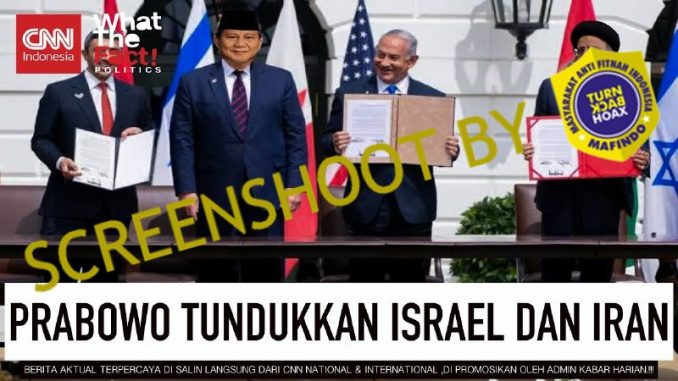 CNN
Indonesia
What
The
Fact!
POLITICS
MASYARAKAT ANTI FITNAH INDONESIA
TURN
BACK
HOAX
MAFINDO
SCREENSHOOT BY
PRABOWO TUNDUKKAN ISRAEL DAN IRAN
BERITA AKTUAL TERPERCAYA DI SALIN LANGSUNG DARI CNN NATIONAL & INTERNATIONAL ,DI PROMOSIKAN OLEH ADMIN KABAR HARIAN.!!!